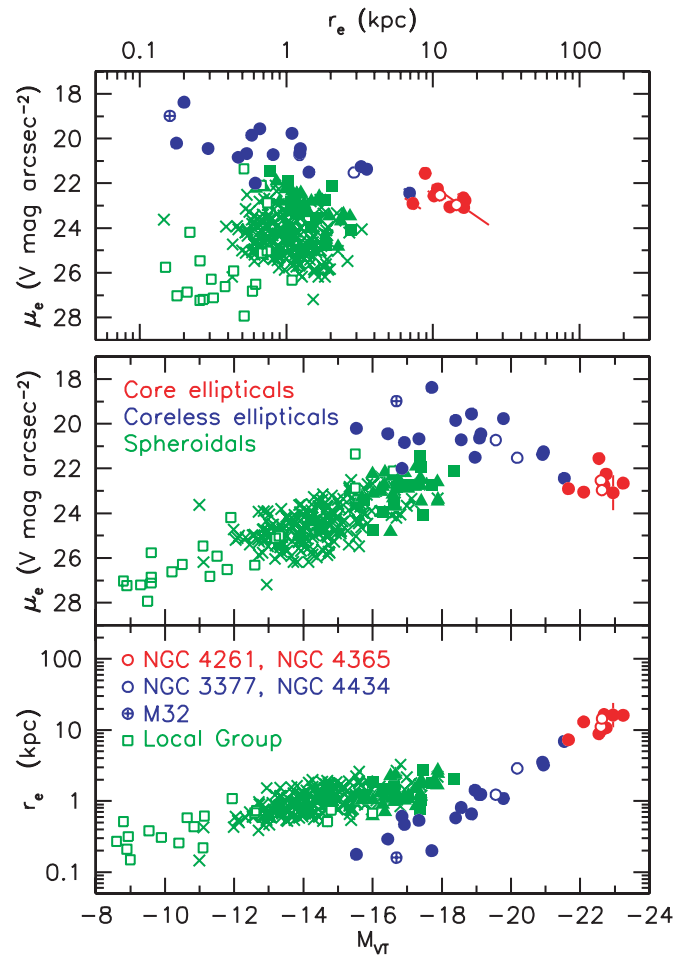 r_e (kpc)
0.1 1 10 100
18
20
22
24
26
28
μ_e (V mag arcsec⁻²)
18
20
22
24
26
28
μ_e (V mag arcsec⁻²)
Core ellipticals
Coreless ellipticals
Spheroidals
100
10
1
0.1
r_e (kpc)
NGC 4261, NGC 4365
NGC 3377, NGC 4434
M32
Local Group
−8 −10 −12 −14 −16 −18 −20 −22 −24
M_VT